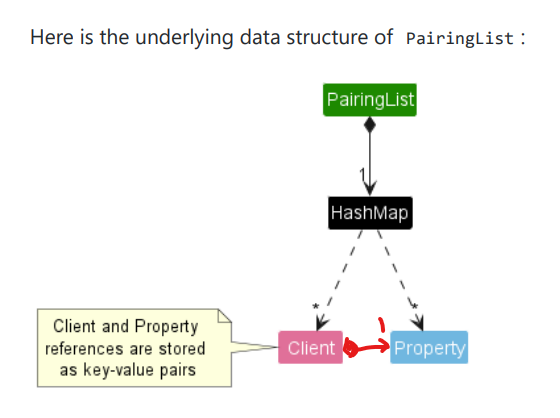 Here is the underlying data structure of PairingList :
PairingList
1
HashMap
*
*
Client and Property
references are stored
as key-value pairs
Client
1
Property